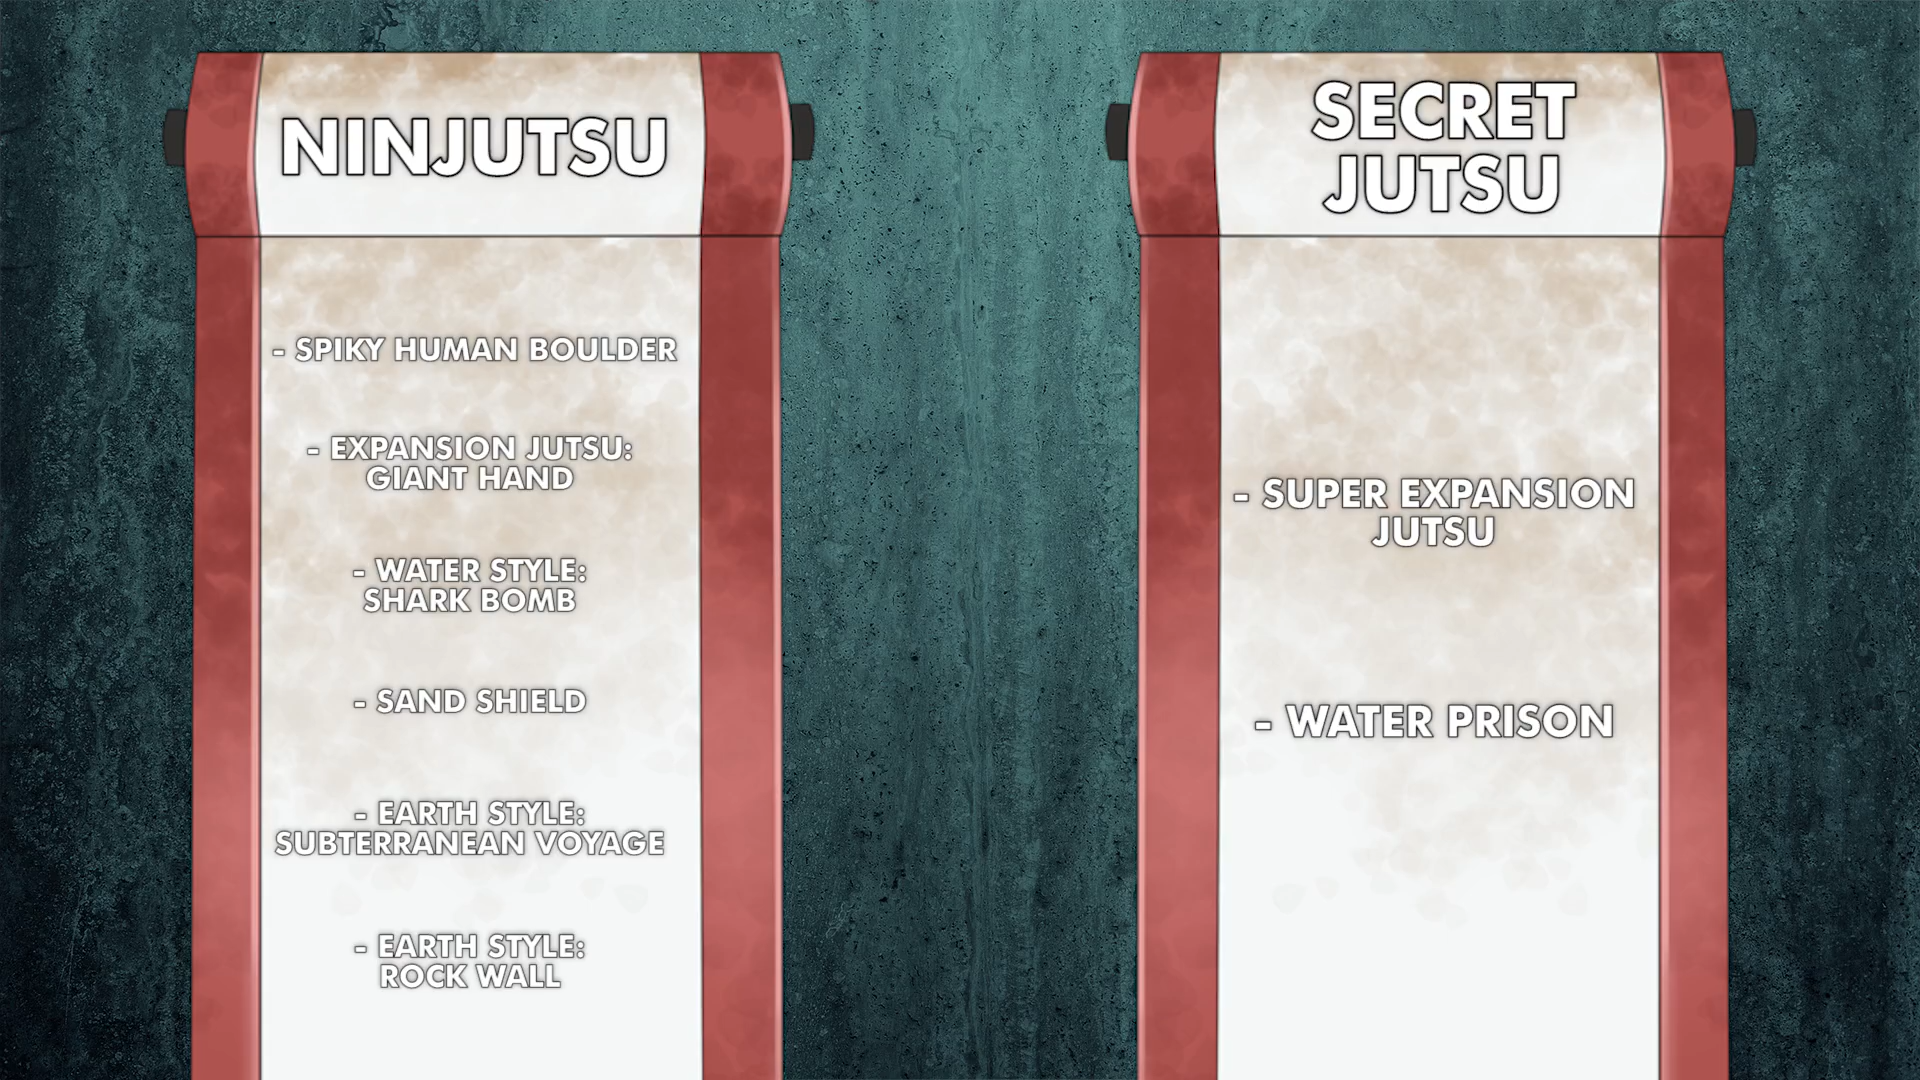 NINJUTSU
- SPIKY HUMAN BOULDER
- EXPANSION JUTSU:
GIANT HAND
- WATER STYLE:
SHARK BOMB
- SAND SHIELD
- EARTH STYLE:
SUBTERRANEAN VOYAGE
- EARTH STYLE:
ROCK WALL
SECRET
JUTSU
- SUPER EXPANSION
JUTSU
- WATER PRISON